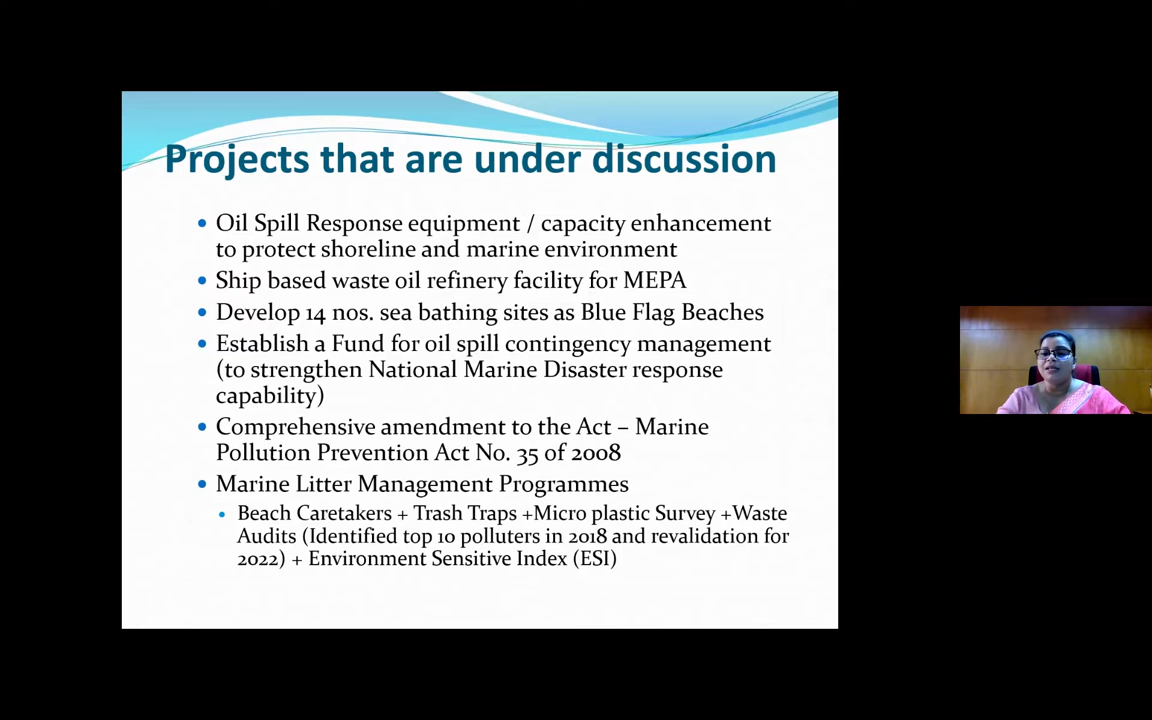 Projects that are under discussion
• Oil Spill Response equipment / capacity enhancement
to protect shoreline and marine environment
• Ship based waste oil refinery facility for MEPA
• Develop 14 nos. sea bathing sites as Blue Flag Beaches
• Establish a Fund for oil spill contingency management
(to strengthen National Marine Disaster response
capability)
• Comprehensive amendment to the Act – Marine
Pollution Prevention Act No. 35 of 2008
• Marine Litter Management Programmes
• Beach Caretakers + Trash Traps +Micro plastic Survey +Waste
Audits (Identified top 10 polluters in 2018 and revalidation for
2022) + Environment Sensitive Index (ESI)